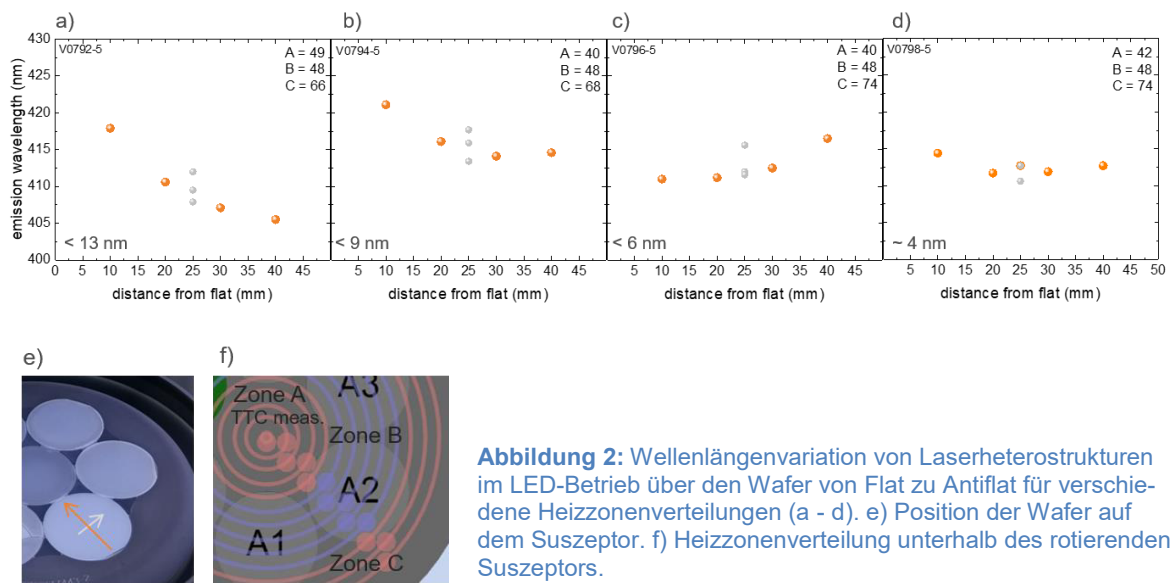 a)
b)
c)
d)
emission wavelength (nm)
430
425
420
415
410
405
400
V0792-5
A = 49
B = 48
C = 66
< 13 nm
0 5 10 15 20 25 30 35 40 45
distance from flat (mm)
V0794-5
A = 40
B = 48
C = 68
< 9 nm
5 10 15 20 25 30 35 40 45
distance from flat (mm)
V0796-5
A = 40
B = 48
C = 74
< 6 nm
5 10 15 20 25 30 35 40 45
distance from flat (mm)
V0798-5
A = 42
B = 48
C = 74
~ 4 nm
5 10 15 20 25 30 35 40 45 50
distance from flat (mm)
e)
f)
Zone A
TTC meas.
A3
Zone B
A2
A1
Zone C
Abbildung 2: Wellenlängenvariation von Laserheterostrukturen
im LED-Betrieb über den Wafer von Flat zu Antiflat für verschie-
dene Heizzonenverteilungen (a - d). e) Position der Wafer auf
dem Suszeptor. f) Heizzonenverteilung unterhalb des rotierenden
Suszeptors.